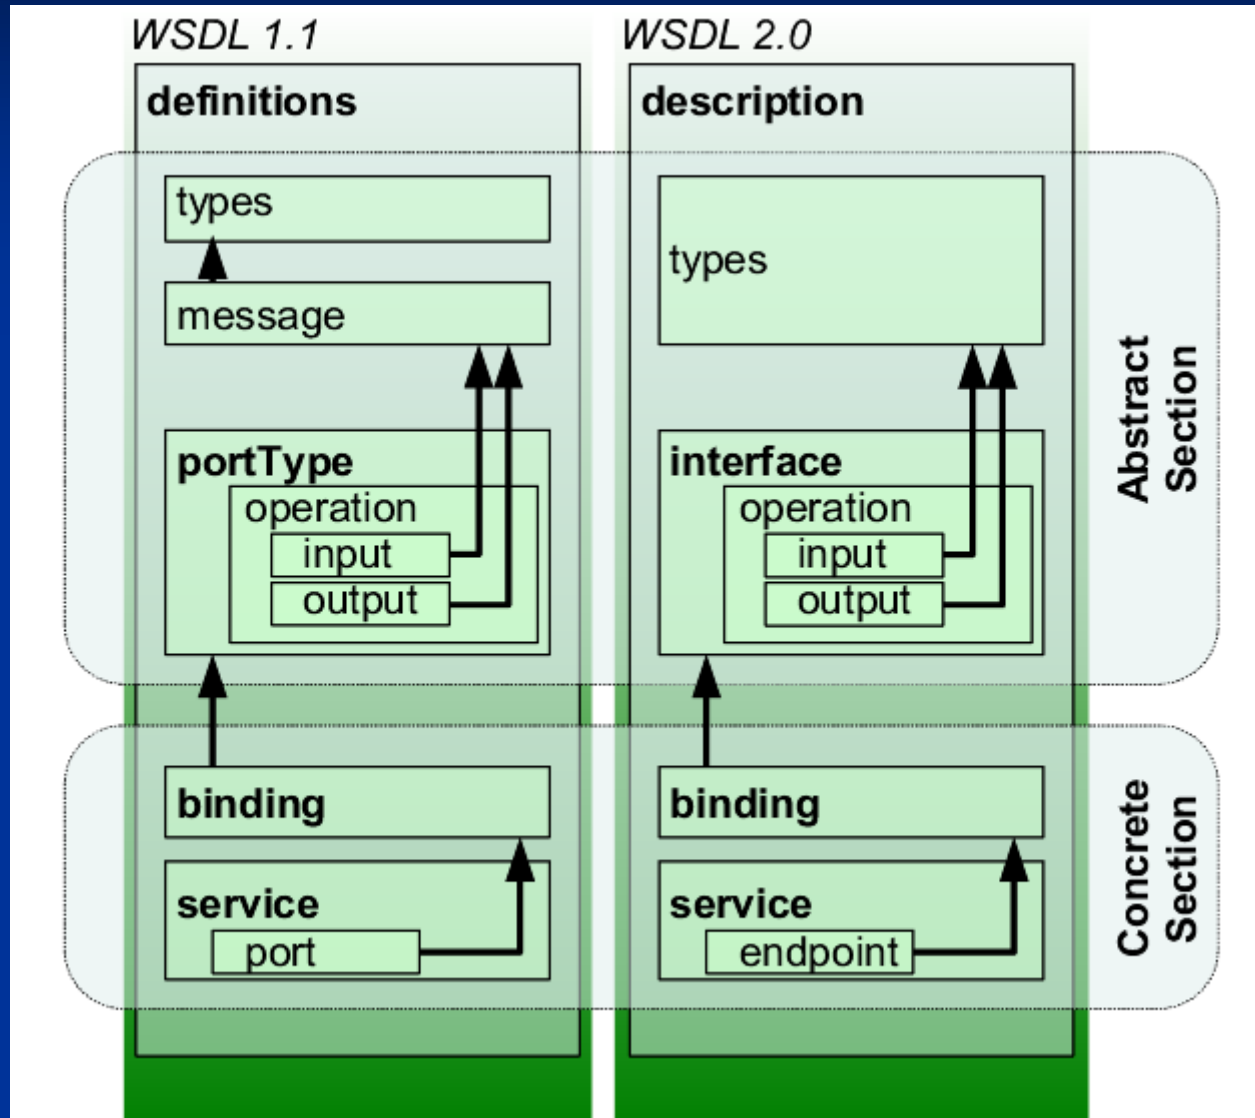 WSDL 1.1
definitions
types
message
portType
operation
input
output
binding
service
port
WSDL 2.0
description
types
interface
operation
input
output
binding
service
endpoint
Abstract
Section
Concrete
Section